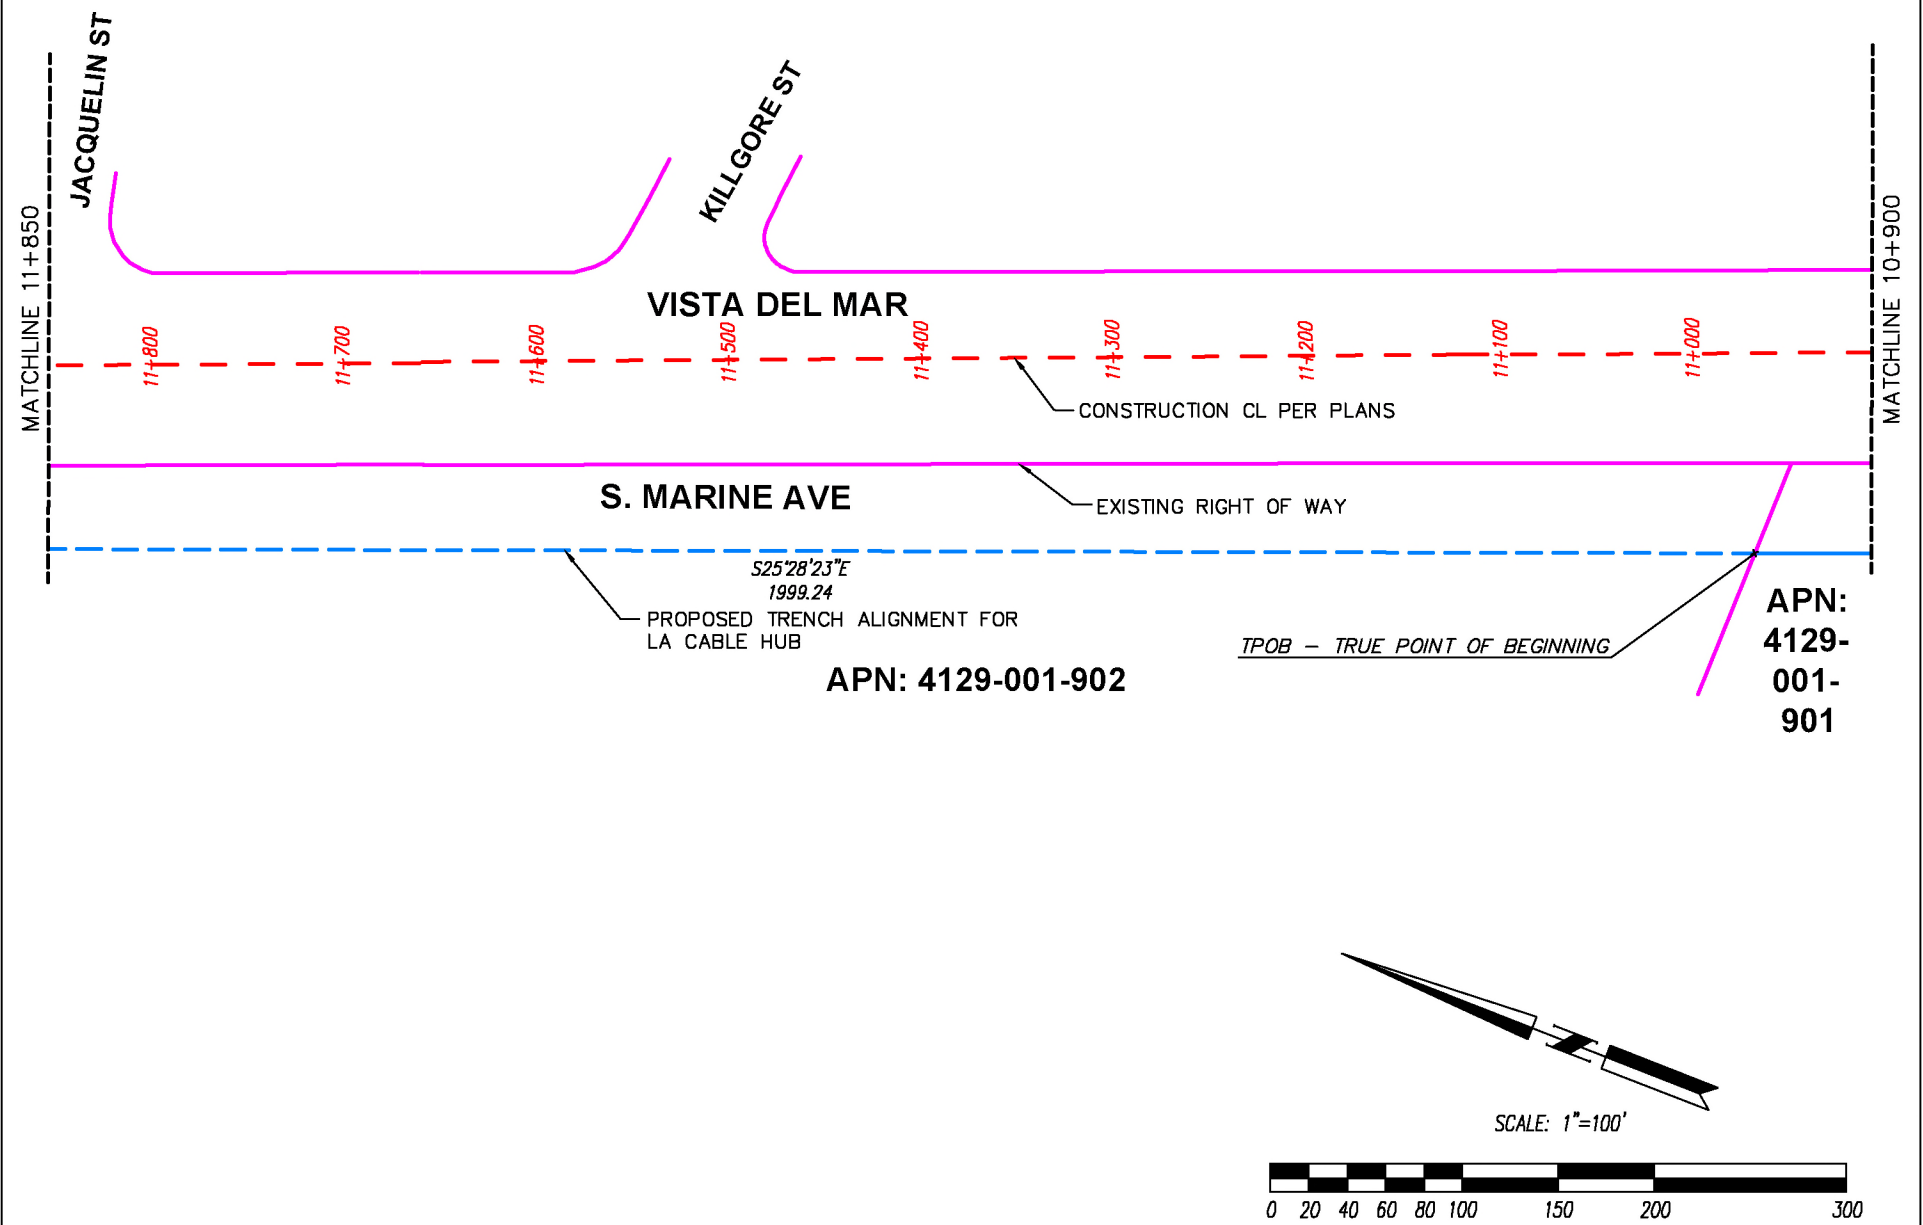 JACQUELIN ST
KILLGORE ST
MATCHLINE 11+850
MATCHLINE 10+900
VISTA DEL MAR
11+800
11+700
11+600
11+500
11+400
11+300
11+200
11+100
11+000
CONSTRUCTION CL PER PLANS
S. MARINE AVE
EXISTING RIGHT OF WAY
S25°28'23"E
1999.24
PROPOSED TRENCH ALIGNMENT FOR
LA CABLE HUB
TPOB – TRUE POINT OF BEGINNING
APN: 4129-001-902
APN:
4129-
001-
901
SCALE: 1"=100'
0 20 40 60 80 100 150 200 300